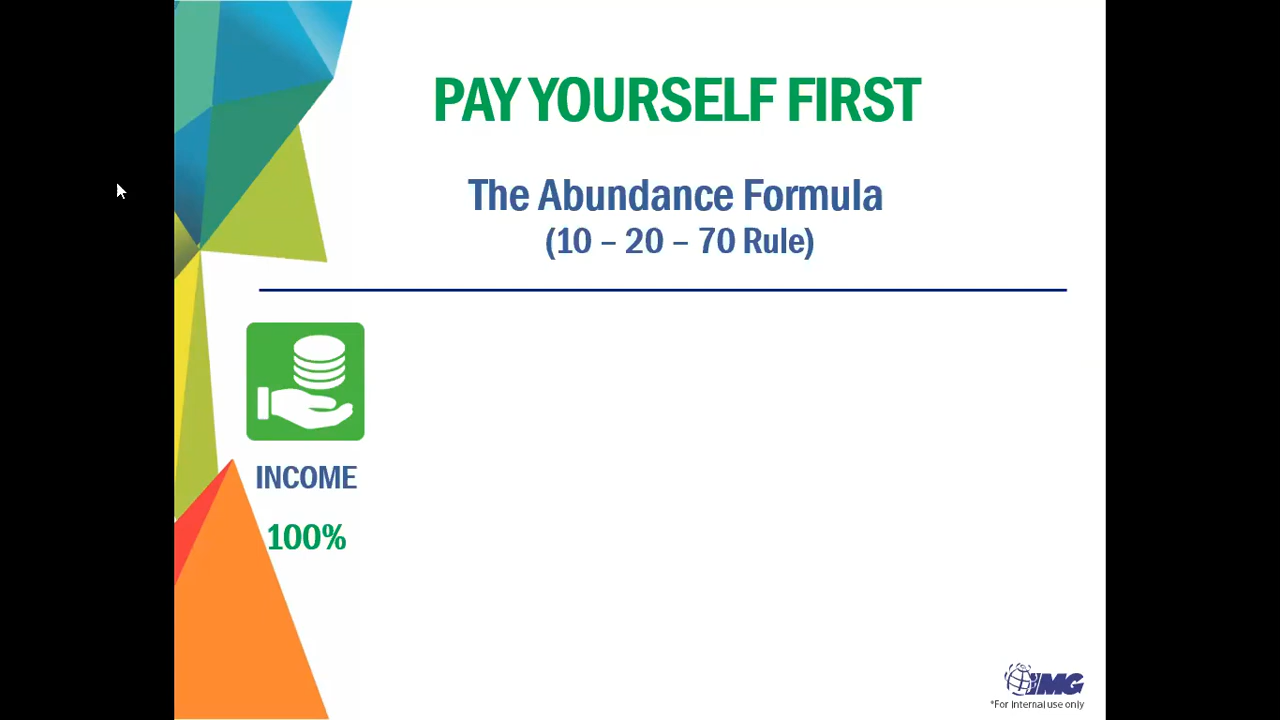 PAY YOURSELF FIRST
The Abundance Formula
(10 – 20 – 70 Rule)
INCOME
100%
IMG
*For internal use only